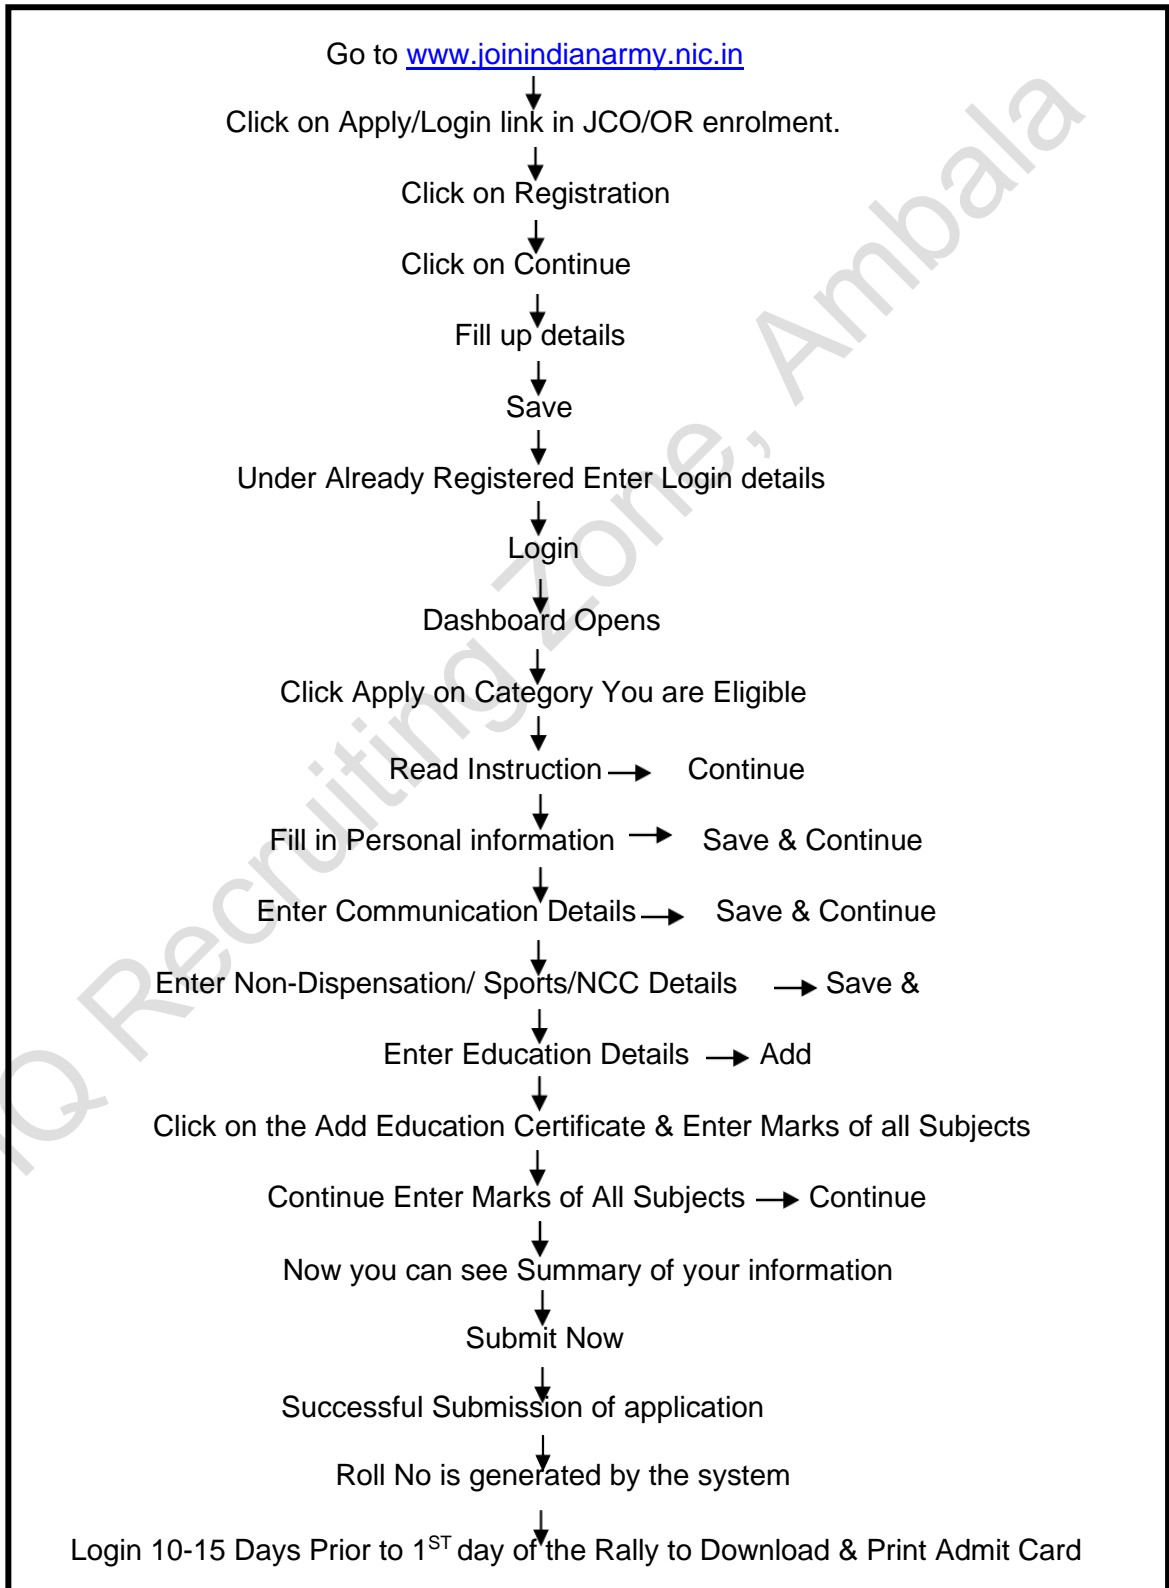 Go to www.joinindianarmy.nic.in
Click on Apply/Login link in JCO/OR enrolment.
Click on Registration
Click on Continue
Fill up details
Save
Under Already Registered Enter Login details
Login
Dashboard Opens
Click Apply on Category You are Eligible
Read Instruction → Continue
Fill in Personal information → Save & Continue
Enter Communication Details → Save & Continue
Enter Non-Dispensation/ Sports/NCC Details → Save &
Enter Education Details → Add
Click on the Add Education Certificate & Enter Marks of all Subjects
Continue Enter Marks of All Subjects → Continue
Now you can see Summary of your information
Submit Now
Successful Submission of application
Roll No is generated by the system
Login 10-15 Days Prior to 1ST day of the Rally to Download & Print Admit Card
Q Recruiting Zone, Ambala